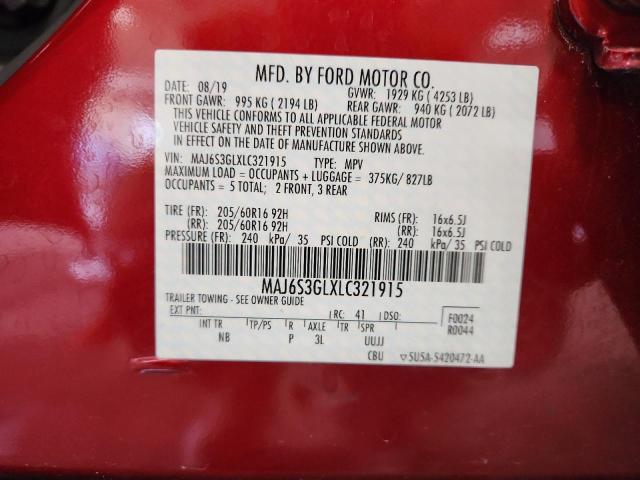 MFD. BY FORD MOTOR CO.
DATE: 08/19 GVWR: 1929 KG ( 4253 LB)
FRONT GAWR: 995 KG ( 2194 LB) REAR GAWR: 940 KG ( 2072 LB)
THIS VEHICLE CONFORMS TO ALL APPLICABLE FEDERAL MOTOR
VEHICLE SAFETY AND THEFT PREVENTION STANDARDS
IN EFFECT ON THE DATE OF MANUFACTURE SHOWN ABOVE.
VIN: MAJ6S3GLXLC321915 TYPE: MPV
MAXIMUM LOAD = OCCUPANTS + LUGGAGE = 375KG/ 827LB
OCCUPANTS = 5 TOTAL; 2 FRONT, 3 REAR
TIRE (FR): 205/60R16 92H RIMS (FR): 16x6.5J
(RR): 205/60R16 92H (RR): 16x6.5J
PRESSURE (FR): 240 kPa/ 35 PSI COLD (RR): 240 kPa/ 35 PSI COLD
MAJ6S3GLXLC321915
TRAILER TOWING - SEE OWNER GUIDE
EXT PNT: RC: 41 DSO: F0024
R0044
INT TR TP/PS R AXLE TR SPR
NB P 3L UUJJ
CBU 5U5A-5420472-AA